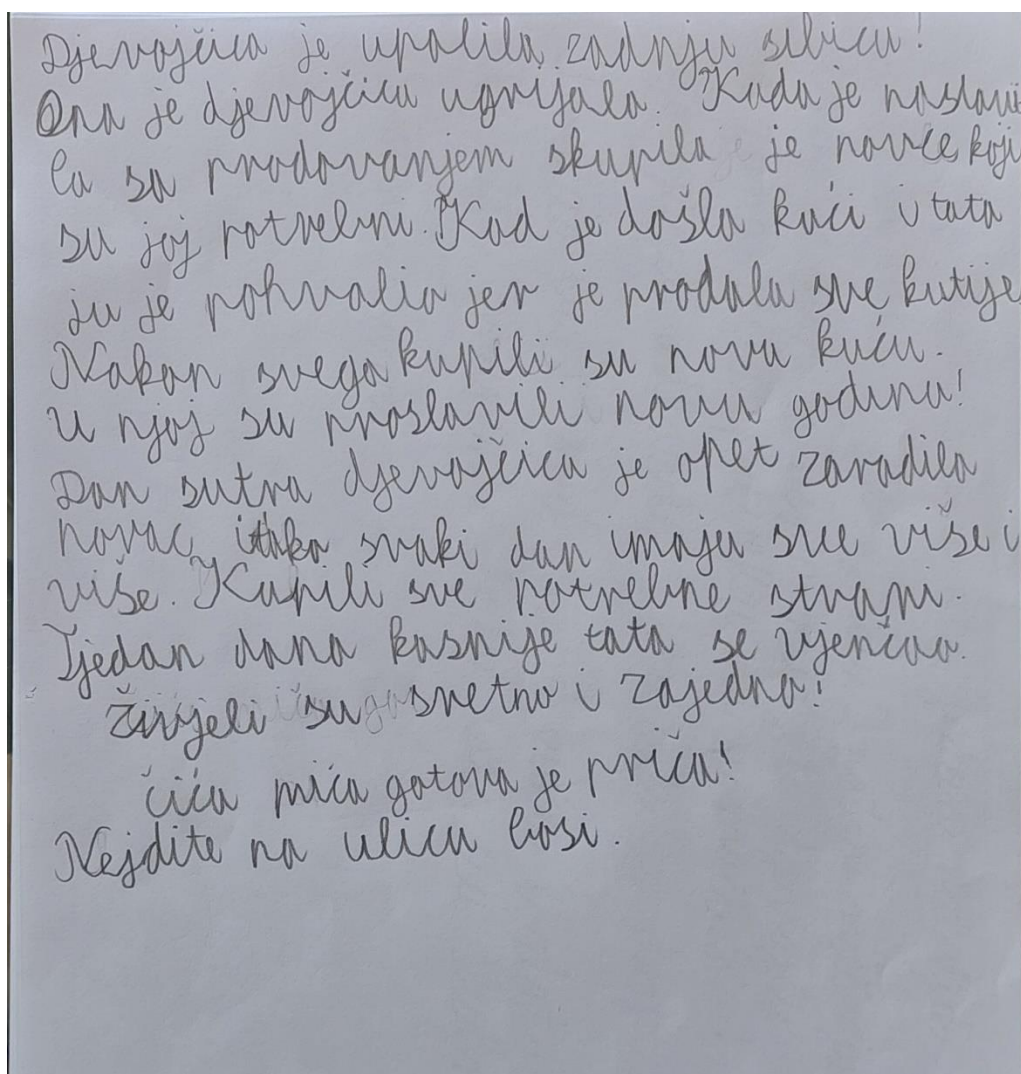 Djevojčica je upalila zadnju šibicu!
Ona je djevojčicu ugrijala. Kada je naslavi
la sa prodavanjem skupila je novce koji
su joj potrebni. Kad je došla kući i tata
ju je pohvalio jer je prodala sve kutije
Nakon svega kupili su novu kuću.
U njoj su proslavili novu godinu!
Dan sutra djevojčica je opet zaradila
novac, i tako svaki dan imaju sve više i
više. Kupili sve potrebne stvari.
Tjedan dana kasnije tata se vjenčao.
Živjeli su sretno i zajedno!
čića mića gotova je priča!
Nejdite na ulicu bosi.